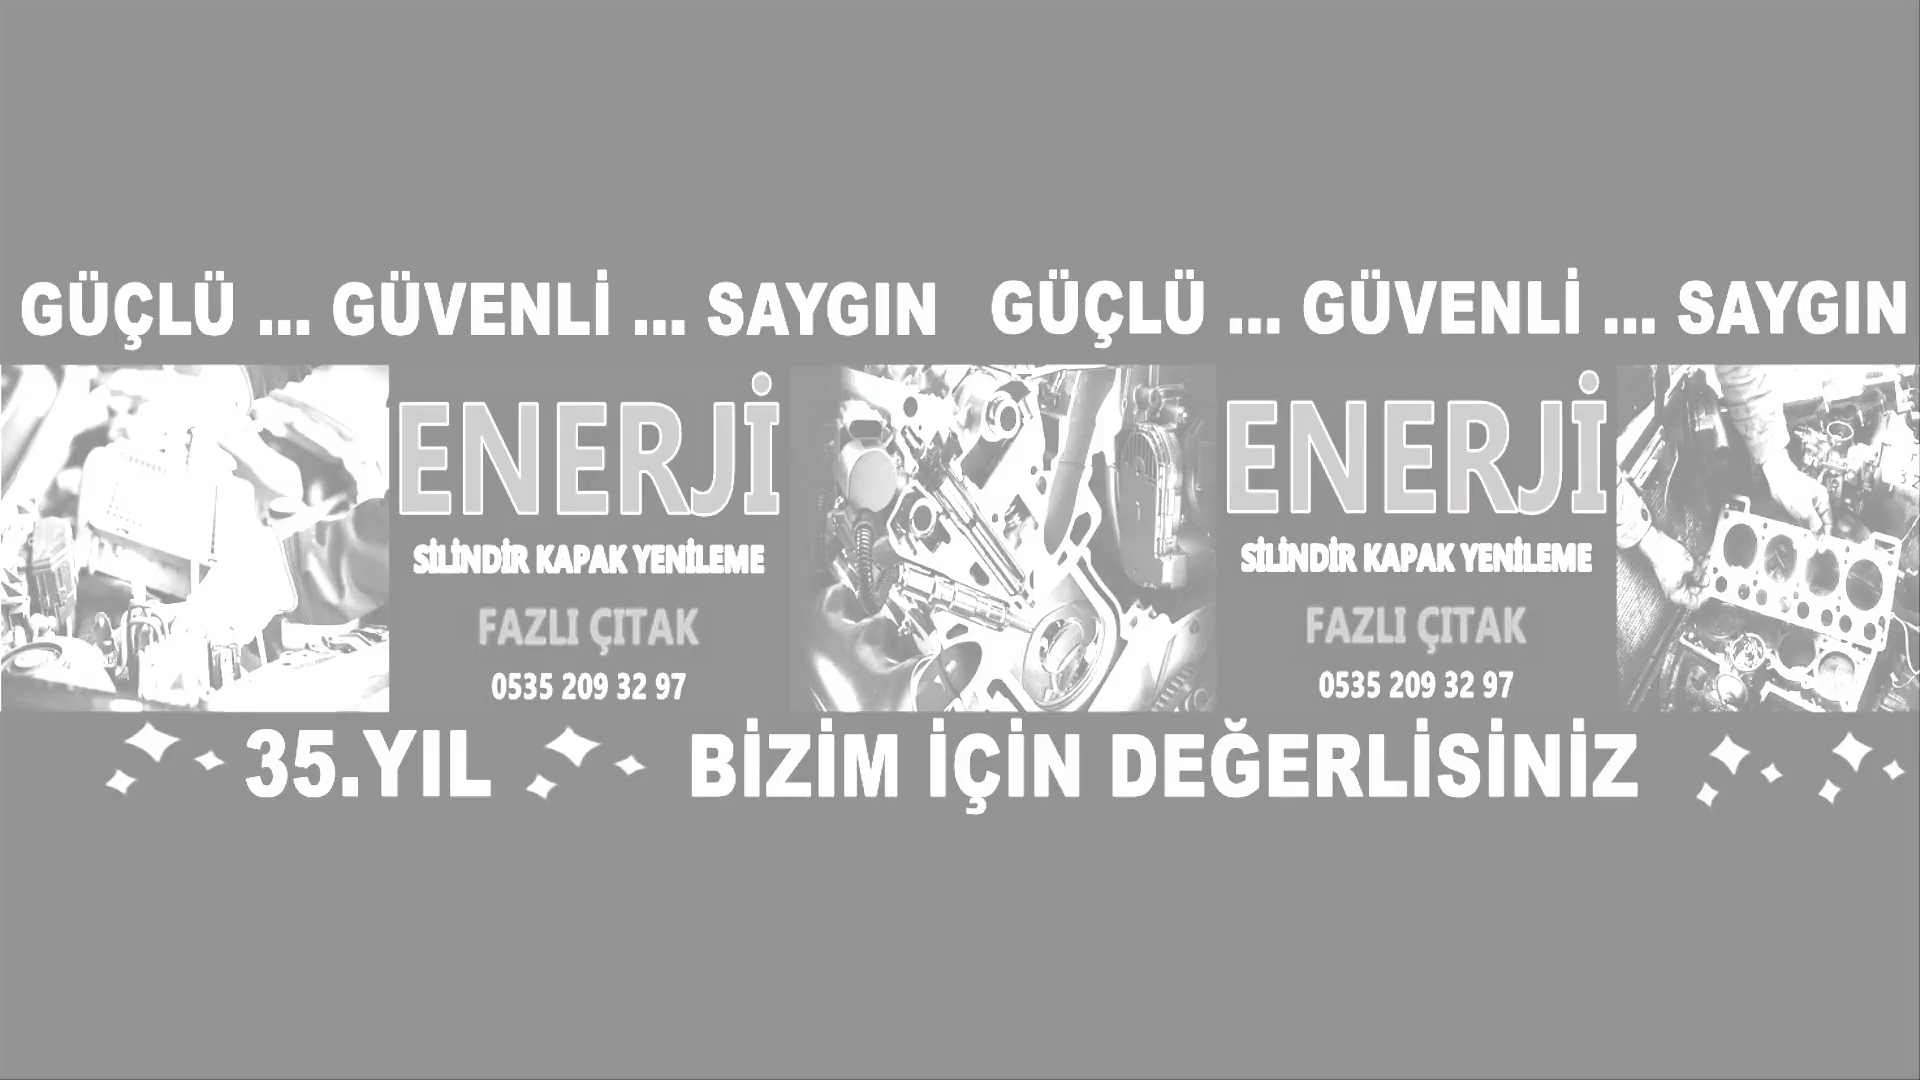 GÜÇLÜ ... GÜVENLİ ... SAYGIN GÜÇLÜ ... GÜVENLİ ... SAYGIN
ENERJİ
SİLİNDİR KAPAK YENİLEME
FAZLI ÇITAK
0535 209 32 97
ENERJİ
SİLİNDİR KAPAK YENİLEME
FAZLI ÇITAK
0535 209 32 97
35.YIL BİZİM İÇİN DEĞERLİSİNİZ